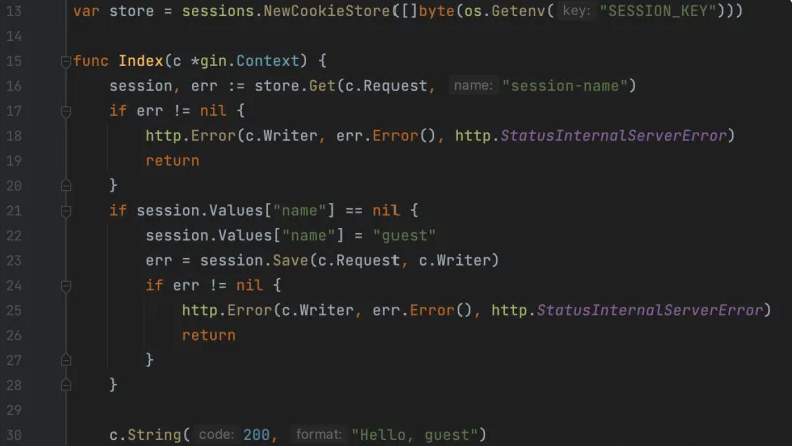 13 var store = sessions.NewCookieStore([]byte(os.Getenv( key: "SESSION_KEY")))
14
15 func Index(c *gin.Context) {
16 session, err := store.Get(c.Request, name: "session-name")
17 if err != nil {
18 http.Error(c.Writer, err.Error(), http.StatusInternalServerError)
19 return
20 }
21 if session.Values["name"] == nil {
22 session.Values["name"] = "guest"
23 err = session.Save(c.Request, c.Writer)
24 if err != nil {
25 http.Error(c.Writer, err.Error(), http.StatusInternalServerError)
26 return
27 }
28 }
29
30 c.String( code: 200, format: "Hello, guest")